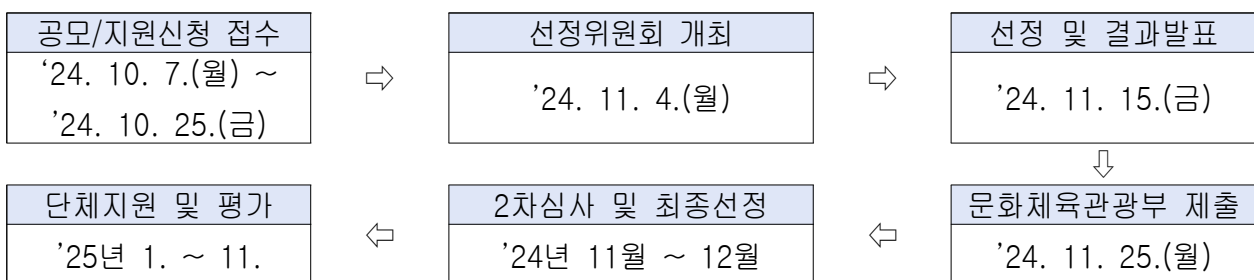 공모/지원신청 접수
‘24. 10. 7.(월) ~
’24. 10. 25.(금)
⇨
선정위원회 개최
’24. 11. 4.(월)
⇨
선정 및 결과발표
’24. 11. 15.(금)
⇩
문화체육관광부 제출
’24. 11. 25.(월)
⇦
2차심사 및 최종선정
’24년 11월 ~ 12월
⇦
단체지원 및 평가
’25년 1. ~ 11.